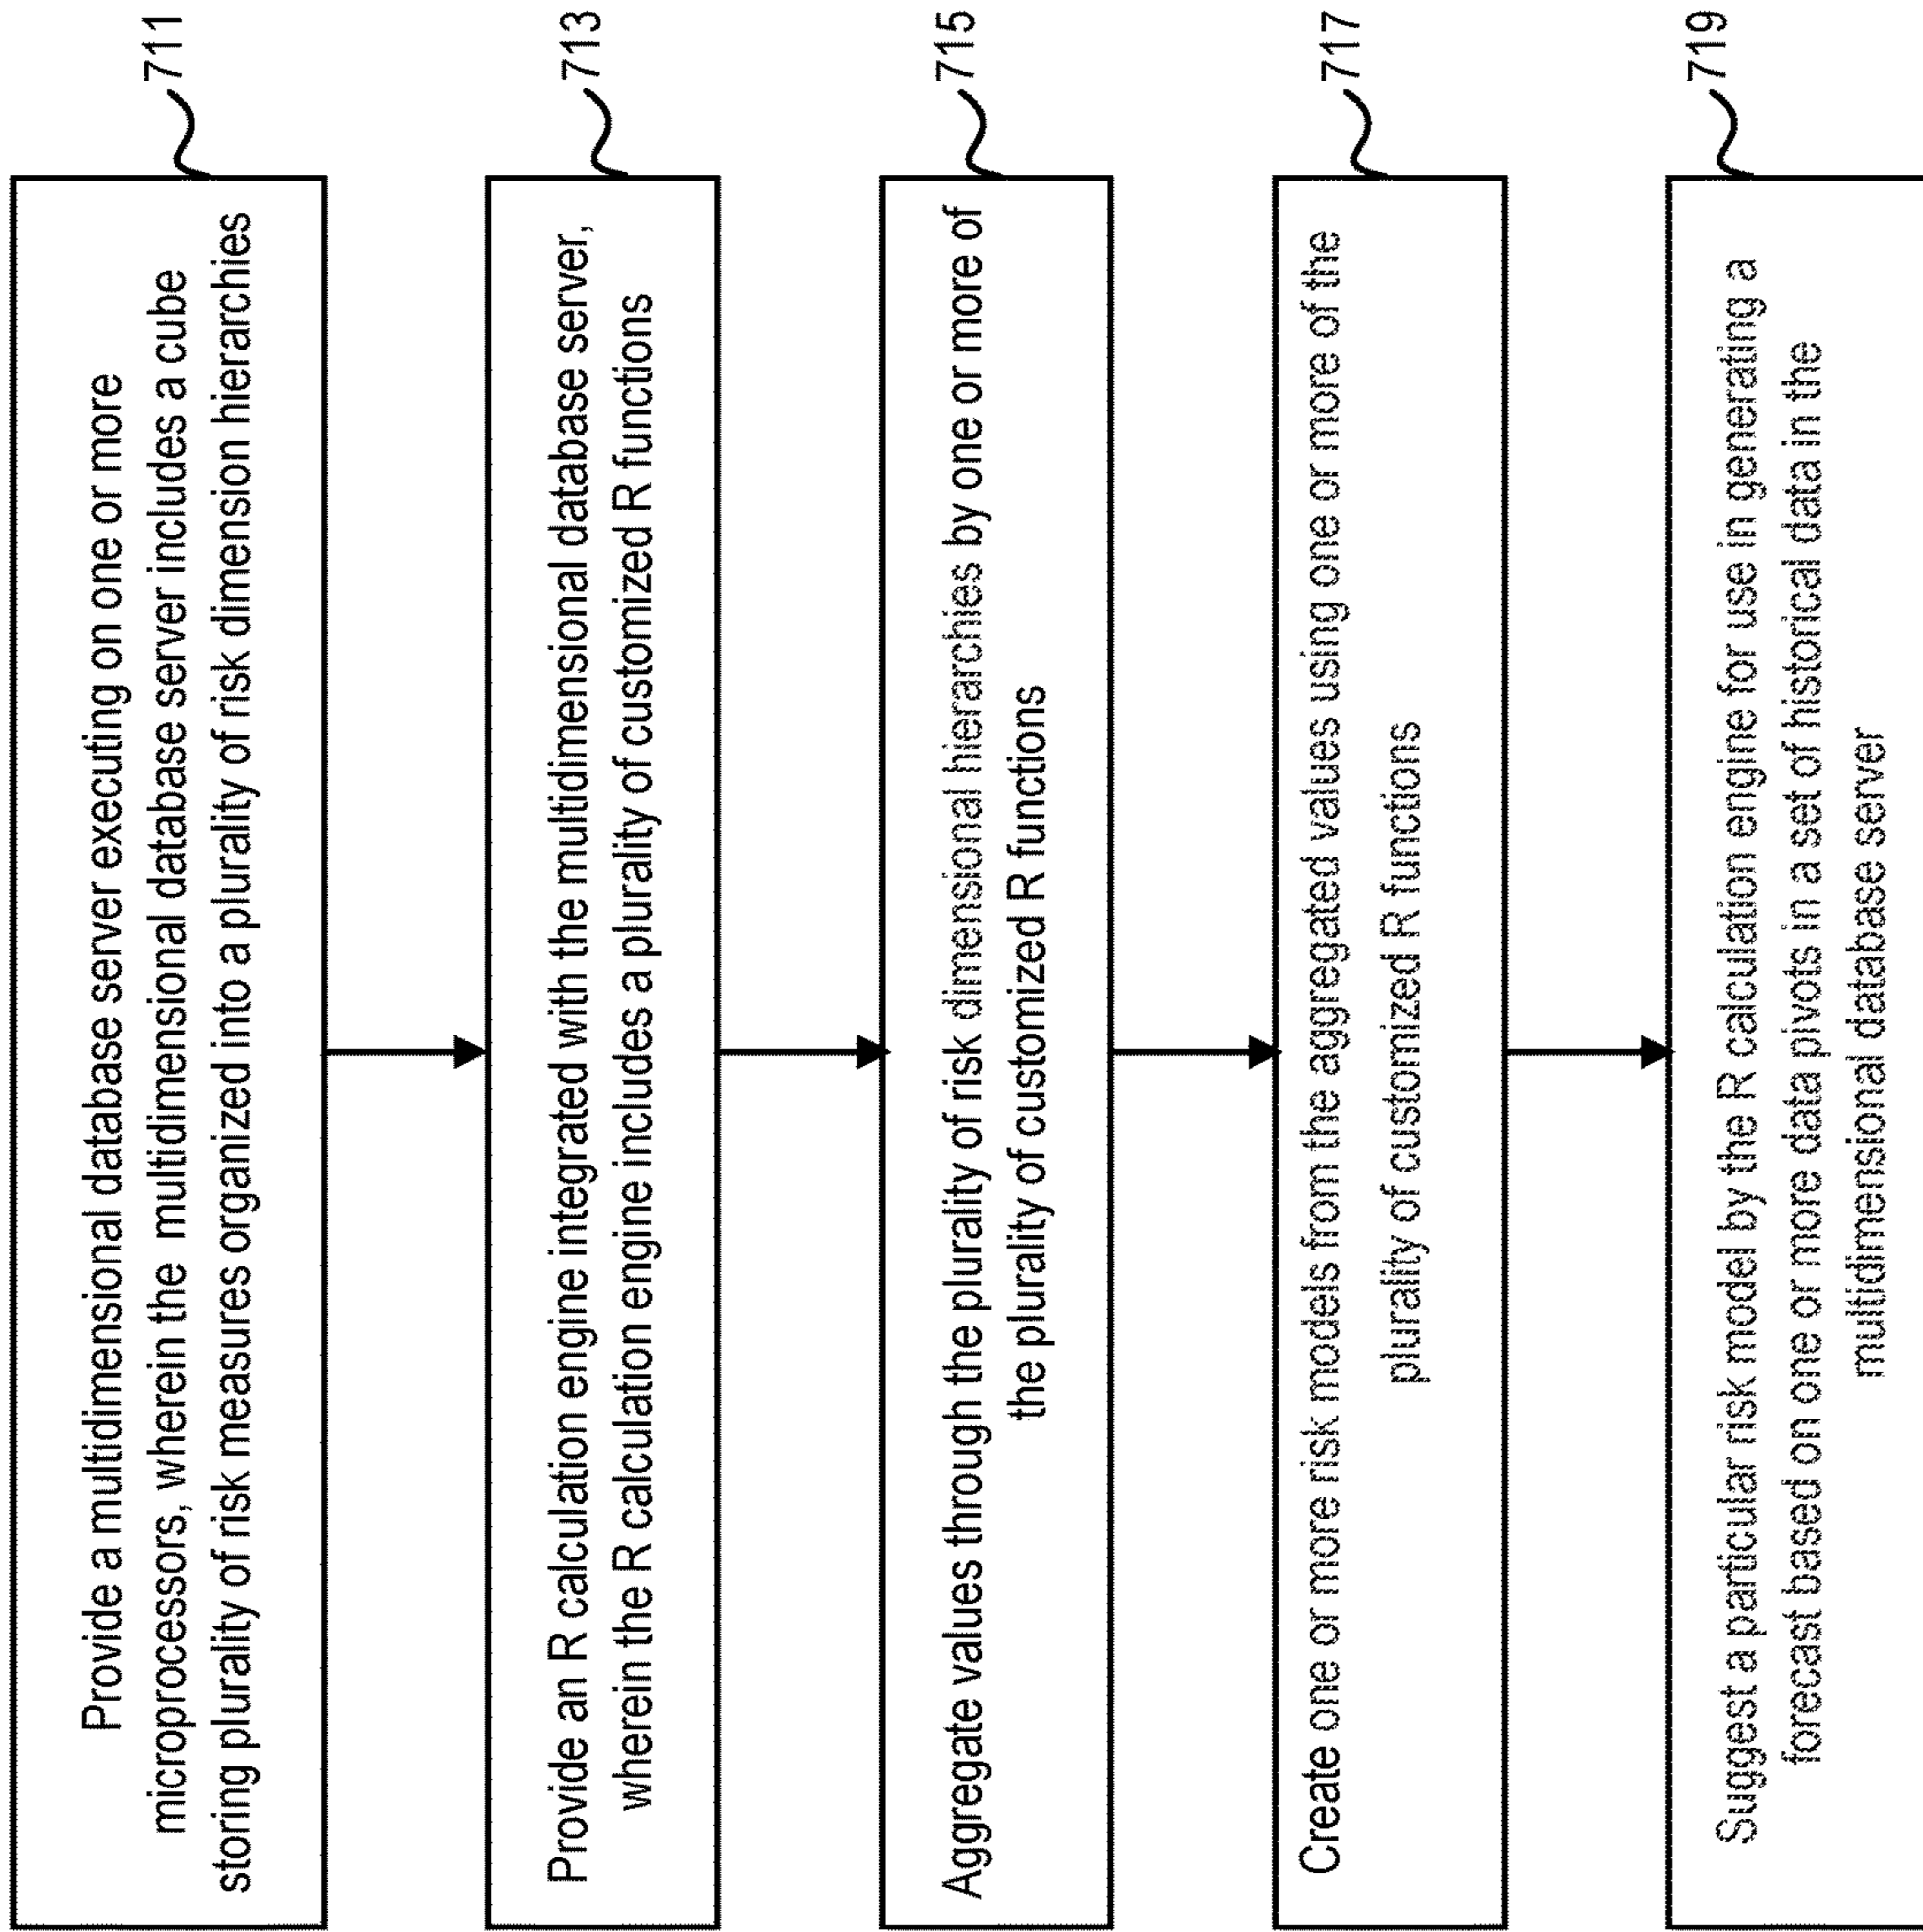 Provide a multidimensional database server executing on one or more
microprocessors, wherein the multidimensional database server includes a cube
storing plurality of risk measures organized into a plurality of risk dimension hierarchies
711
Provide an R calculation engine integrated with the multidimensional database server,
wherein the R calculation engine includes a plurality of customized R functions
713
Aggregate values through the plurality of risk dimensional hierarchies by one or more of
the plurality of customized R functions
715
Create one or more risk models from the aggregated values using one or more of the
plurality of customized R functions
717
Suggest a particular risk model by the R calculation engine for use in generating a
forecast based on one or more data pivots in a set of historical data in the
multidimensional database server
719